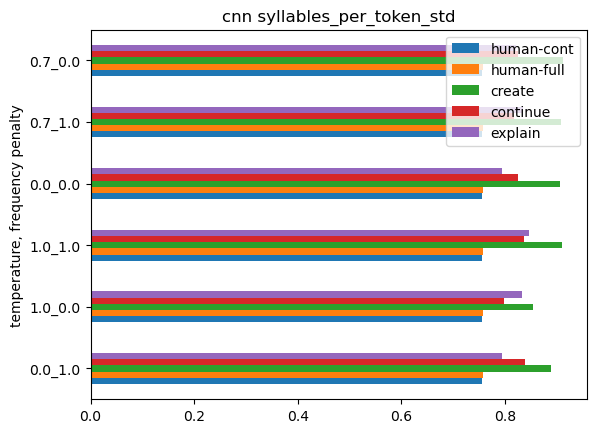 cnn syllables_per_token_std
temperature, frequency penalty
0.7_0.0
0.7_1.0
0.0_0.0
1.0_1.0
1.0_0.0
0.0_1.0
human-cont
human-full
create
continue
explain
0.0
0.2
0.4
0.6
0.8